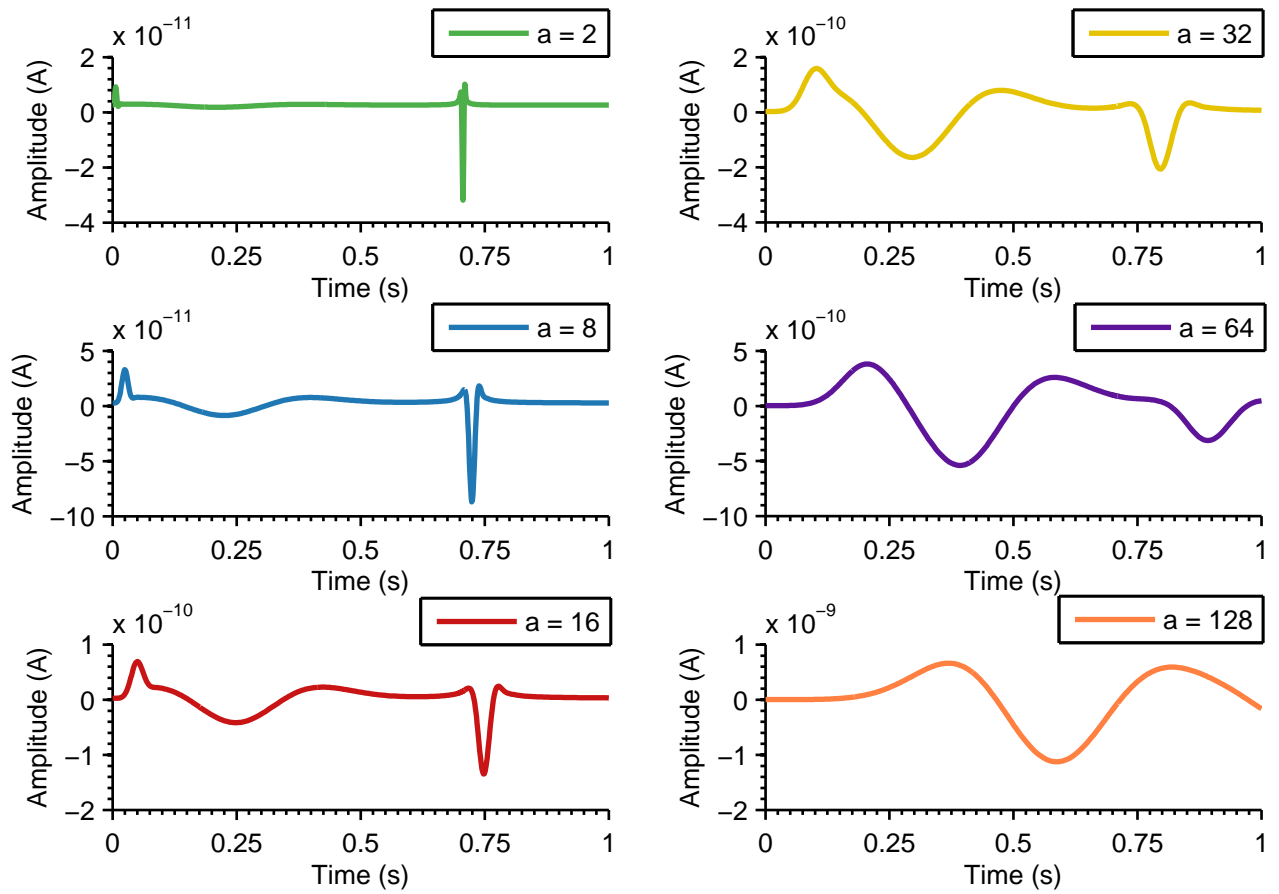 x 10−11
a = 2
2
0
−2
−4
Amplitude (A)
0 0.25 0.5 0.75 1
Time (s)
x 10−10
a = 32
2
0
−2
−4
Amplitude (A)
0 0.25 0.5 0.75 1
Time (s)
x 10−11
a = 8
5
0
−5
−10
Amplitude (A)
0 0.25 0.5 0.75 1
Time (s)
x 10−10
a = 64
5
0
−5
−10
Amplitude (A)
0 0.25 0.5 0.75 1
Time (s)
x 10−10
a = 16
1
0
−1
−2
Amplitude (A)
0 0.25 0.5 0.75 1
Time (s)
x 10−9
a = 128
1
0
−1
−2
Amplitude (A)
0 0.25 0.5 0.75 1
Time (s)